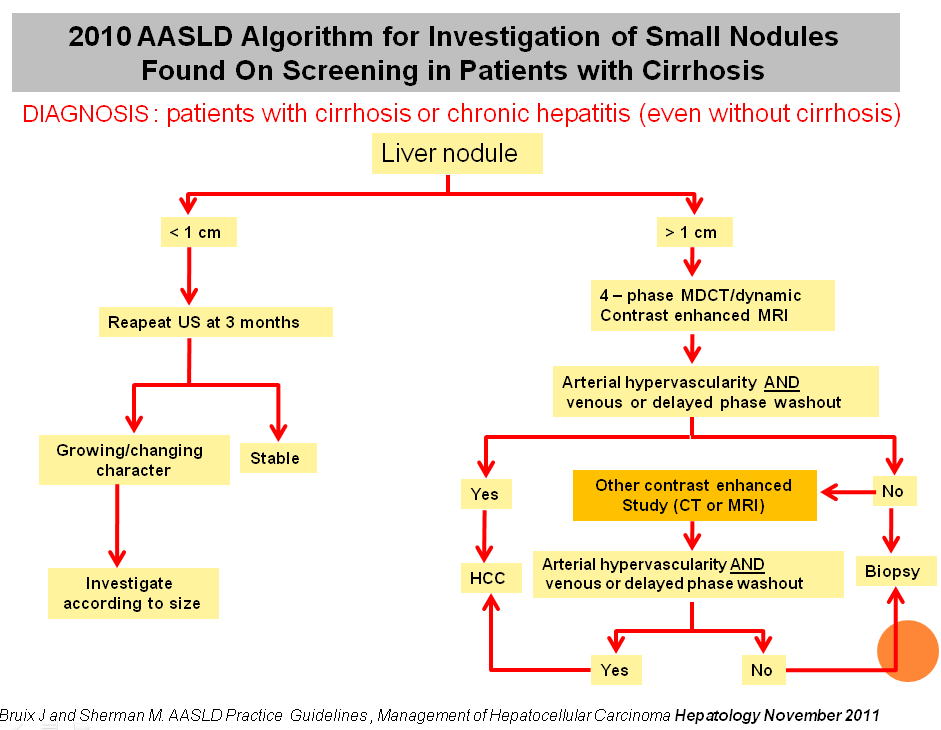 2010 AASLD Algorithm for Investigation of Small Nodules
Found On Screening in Patients with Cirrhosis
DIAGNOSIS : patients with cirrhosis or chronic hepatitis (even without cirrhosis)
Liver nodule
< 1 cm
> 1 cm
4 – phase MDCT/dynamic
Contrast enhanced MRI
Reapeat US at 3 months
Arterial hypervascularity AND
venous or delayed phase washout
Growing/changing
character
Stable
Yes
Other contrast enhanced
Study (CT or MRI)
No
HCC
Arterial hypervascularity AND
venous or delayed phase washout
Biopsy
Investigate
according to size
Yes
No
Bruix J and Sherman M. AASLD Practice Guidelines , Management of Hepatocellular Carcinoma Hepatology November 2011